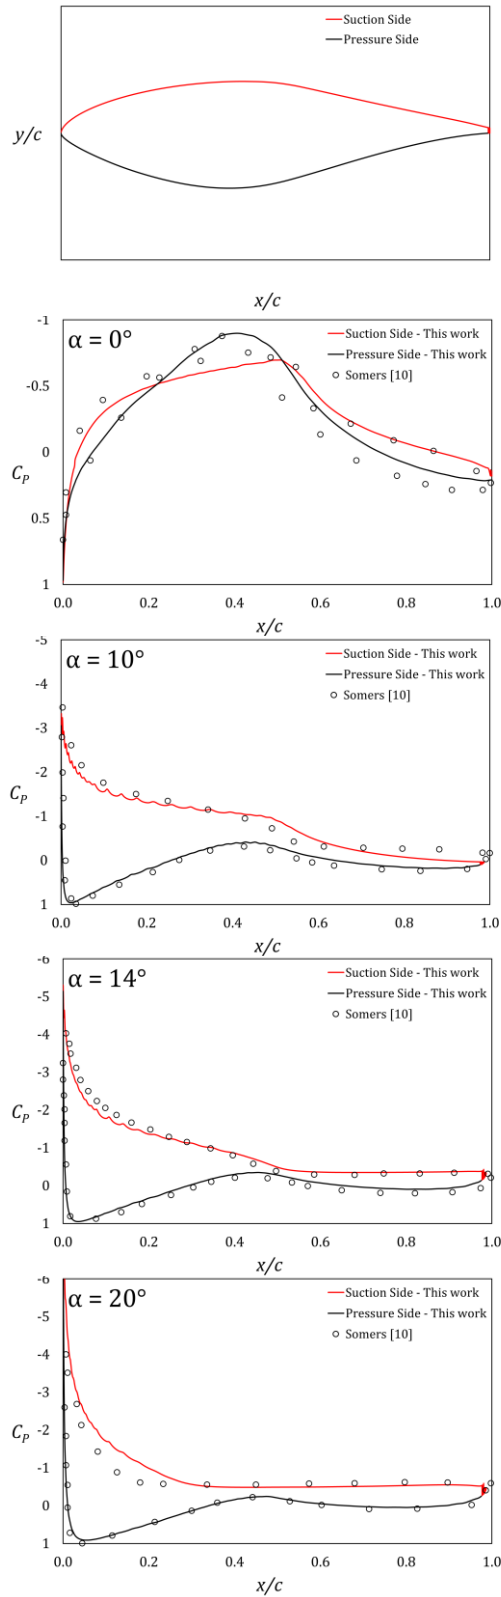 Suction Side
Pressure Side
y/c
x/c
-1
α = 0°
Suction Side - This work
Pressure Side - This work
Somers [10]
-0.5
0
C_P
0.5
1
0.0 0.2 0.4 0.6 0.8 1.0
x/c
-5
α = 10°
Suction Side - This work
Pressure Side - This work
Somers [10]
-4
-3
-2
C_P
-1
0
1
0.0 0.2 0.4 0.6 0.8 1.0
x/c
-6
α = 14°
Suction Side - This work
Pressure Side - This work
Somers [10]
-5
-4
-3
C_P
-2
-1
0
1
0.0 0.2 0.4 0.6 0.8 1.0
x/c
-6
α = 20°
Suction Side - This work
Pressure Side - This work
Somers [10]
-5
-4
-3
C_P
-2
-1
0
1
0.0 0.2 0.4 0.6 0.8 1.0
x/c